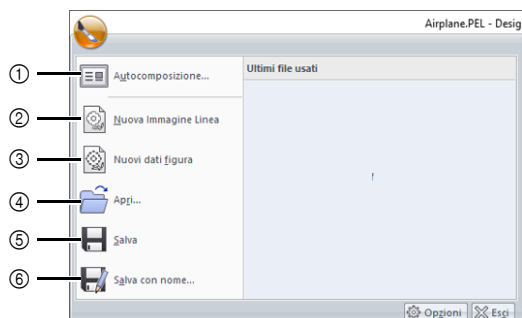 Airplane.PEL - Desig
① Autocomposizione...
Ultimi file usati
② Nuova Immagine Linea
③ Nuovi dati figura
④ Apri...
⑤ Salva
⑥ Salva con nome...
Opzioni
Esci